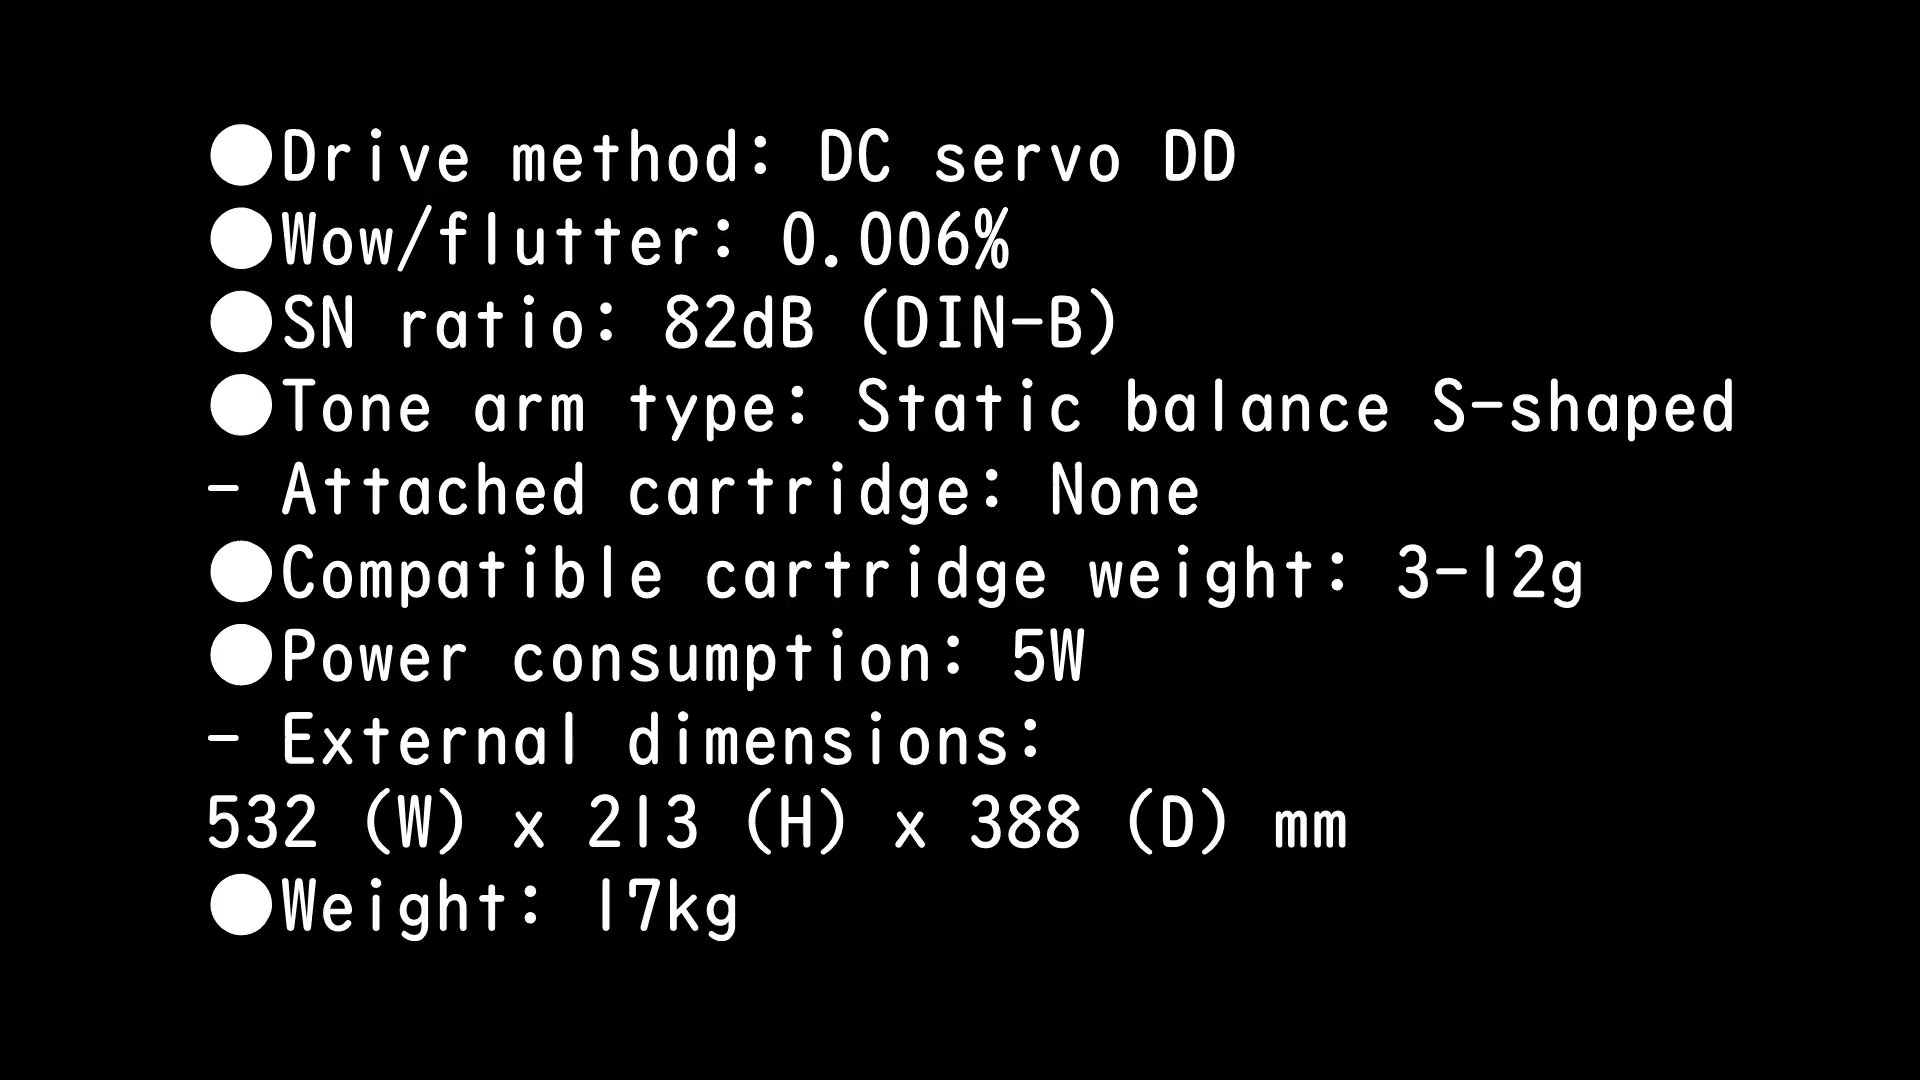 ●Drive method: DC servo DD
●Wow/flutter: 0.006%
●SN ratio: 82dB (DIN-B)
●Tone arm type: Static balance S-shaped
- Attached cartridge: None
●Compatible cartridge weight: 3-12g
●Power consumption: 5W
- External dimensions:
532 (W) x 213 (H) x 388 (D) mm
●Weight: 17kg